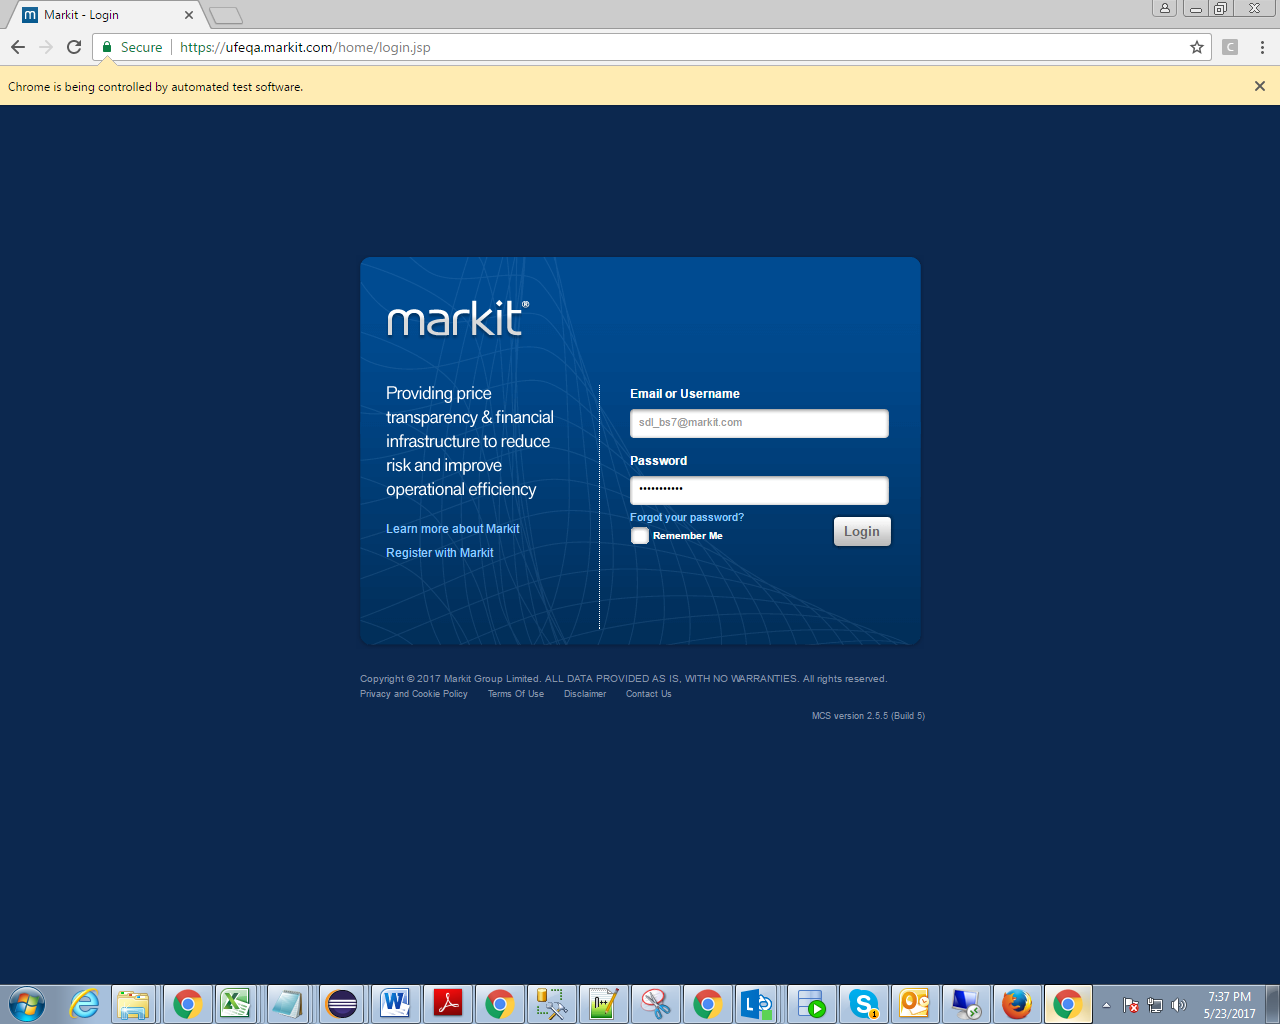 Markit - Login
Secure
https://ufeqa.markit.com/home/login.jsp
C
Chrome is being controlled by automated test software.
markit®
Providing price
transparency & financial
infrastructure to reduce
risk and improve
operational efficiency
Learn more about Markit
Register with Markit
Email or Username
sdl_bs7@markit.com
Password
•••••••••••
Forgot your password?
Remember Me
Login
Copyright © 2017 Markit Group Limited. ALL DATA PROVIDED AS IS, WITH NO WARRANTIES. All rights reserved.
Privacy and Cookie Policy Terms Of Use Disclaimer Contact Us
MCS version 2.5.5 (Build 5)
7:37 PM
5/23/2017